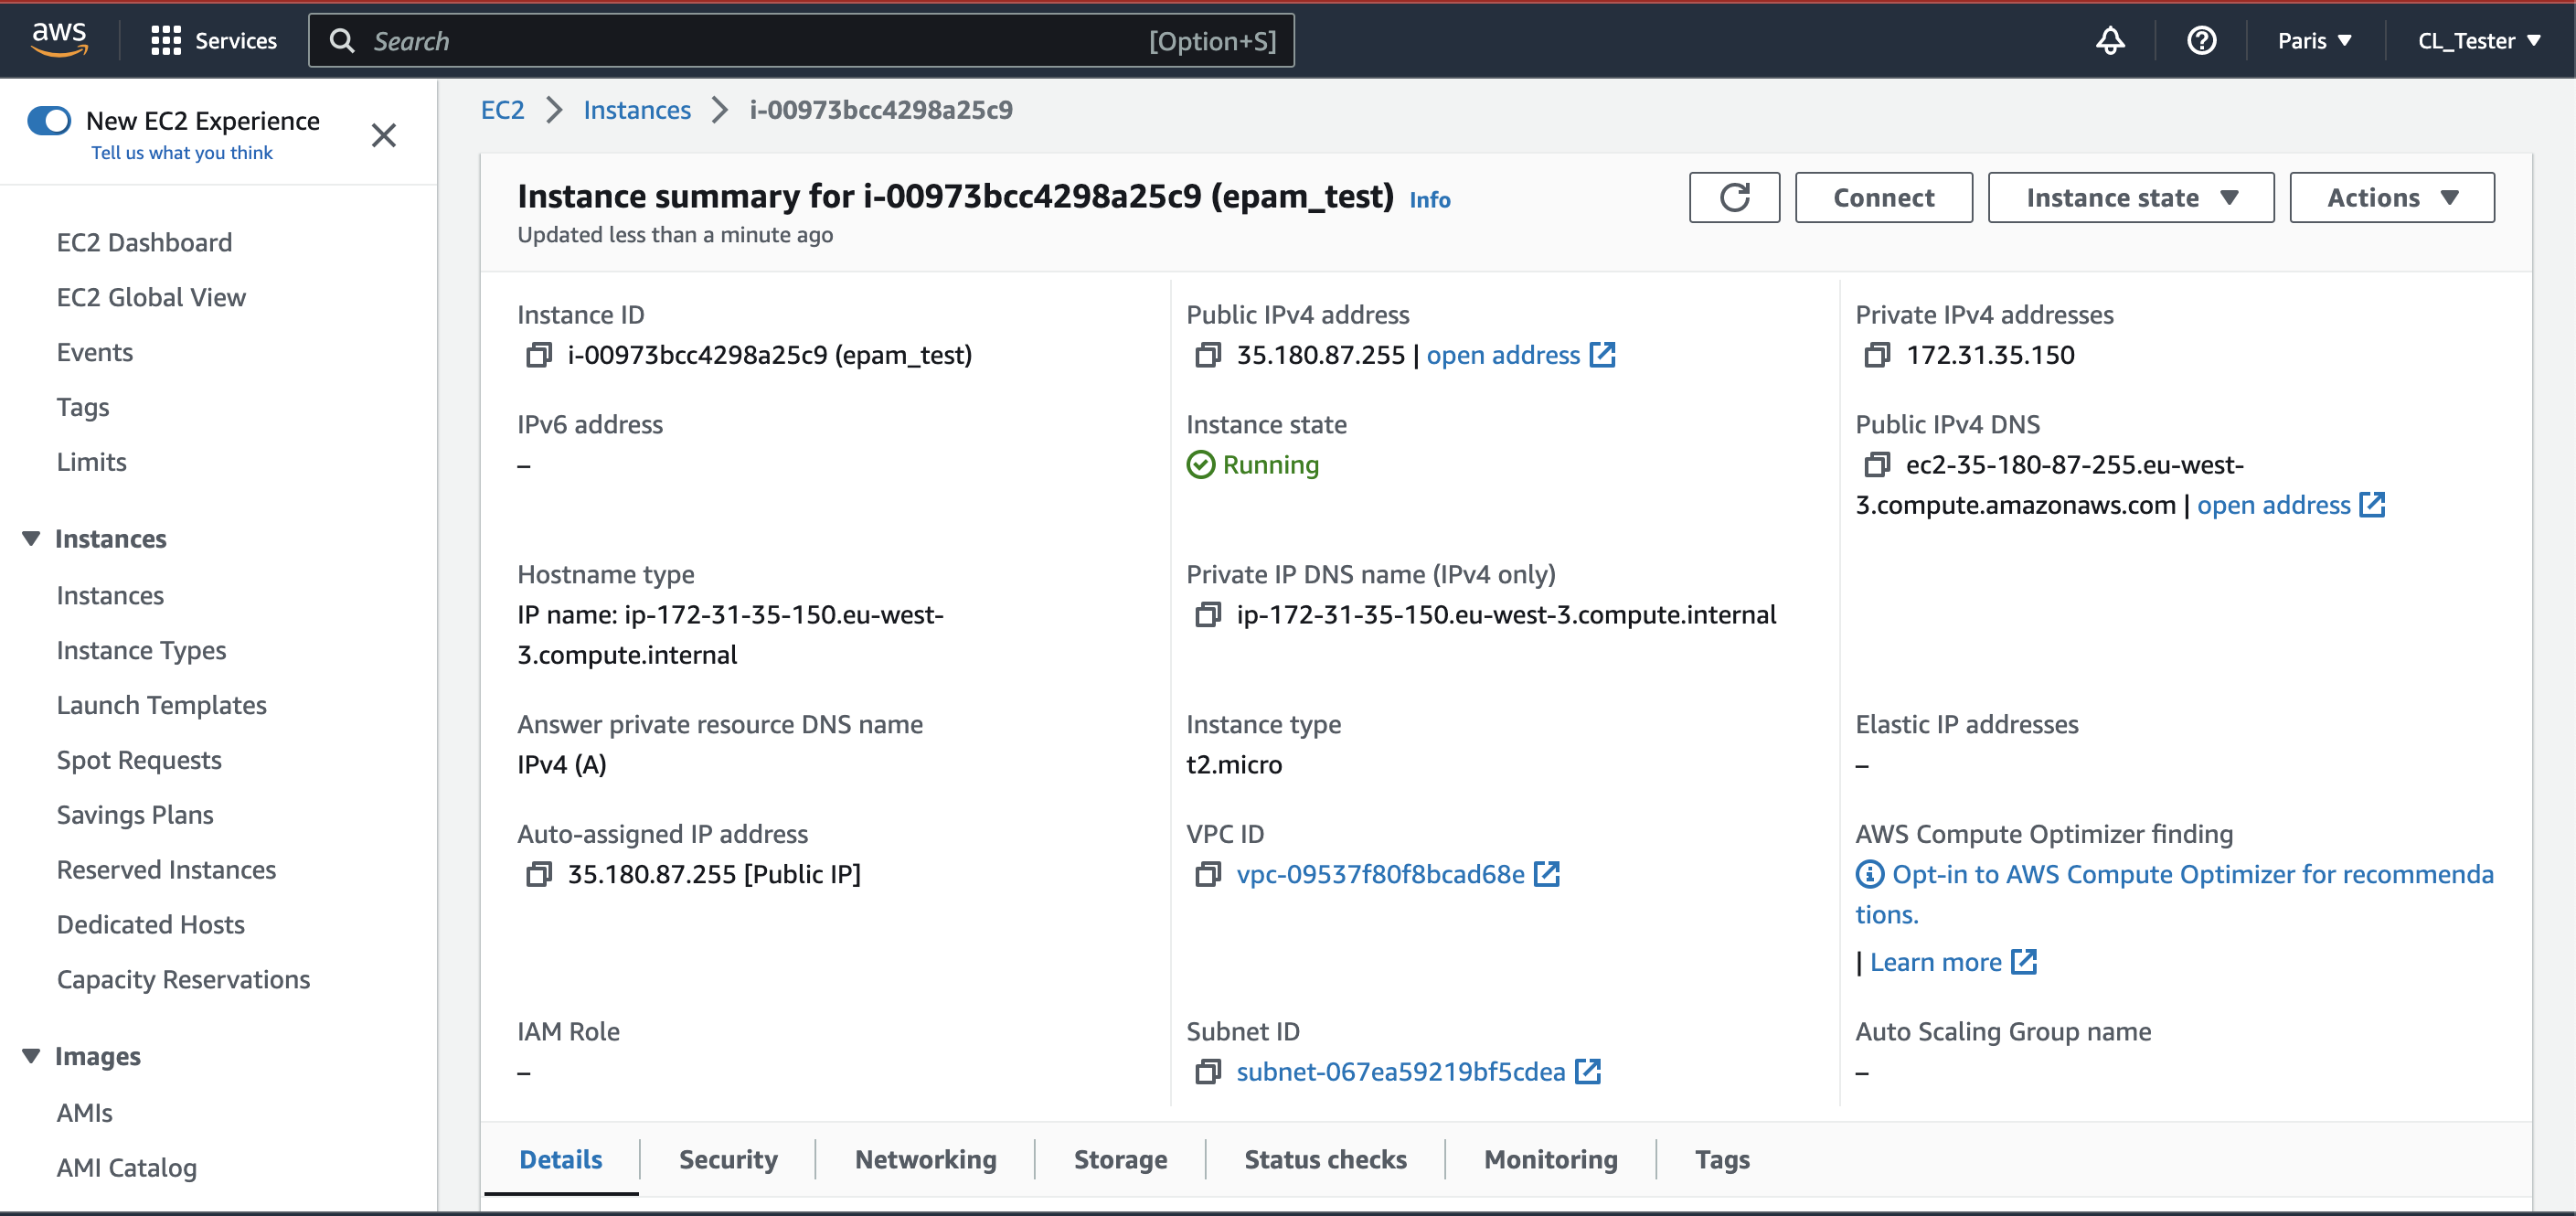 aws
Services
Search [Option+S]
Paris
CL_Tester
New EC2 Experience
Tell us what you think
EC2 Dashboard
EC2 Global View
Events
Tags
Limits
Instances
Instances
Instance Types
Launch Templates
Spot Requests
Savings Plans
Reserved Instances
Dedicated Hosts
Capacity Reservations
Images
AMIs
AMI Catalog
EC2 > Instances > i-00973bcc4298a25c9
Instance summary for i-00973bcc4298a25c9 (epam_test) Info
Updated less than a minute ago
Connect
Instance state
Actions
Instance ID
i-00973bcc4298a25c9 (epam_test)
Public IPv4 address
35.180.87.255 | open address
Private IPv4 addresses
172.31.35.150
IPv6 address
–
Instance state
Running
Public IPv4 DNS
ec2-35-180-87-255.eu-west-
3.compute.amazonaws.com | open address
Hostname type
IP name: ip-172-31-35-150.eu-west-
3.compute.internal
Private IP DNS name (IPv4 only)
ip-172-31-35-150.eu-west-3.compute.internal
Answer private resource DNS name
IPv4 (A)
Instance type
t2.micro
Elastic IP addresses
–
Auto-assigned IP address
35.180.87.255 [Public IP]
VPC ID
vpc-09537f80f8bcad68e
AWS Compute Optimizer finding
Opt-in to AWS Compute Optimizer for recommenda
tions.
| Learn more
IAM Role
–
Subnet ID
subnet-067ea59219bf5cdea
Auto Scaling Group name
–
Details
Security
Networking
Storage
Status checks
Monitoring
Tags